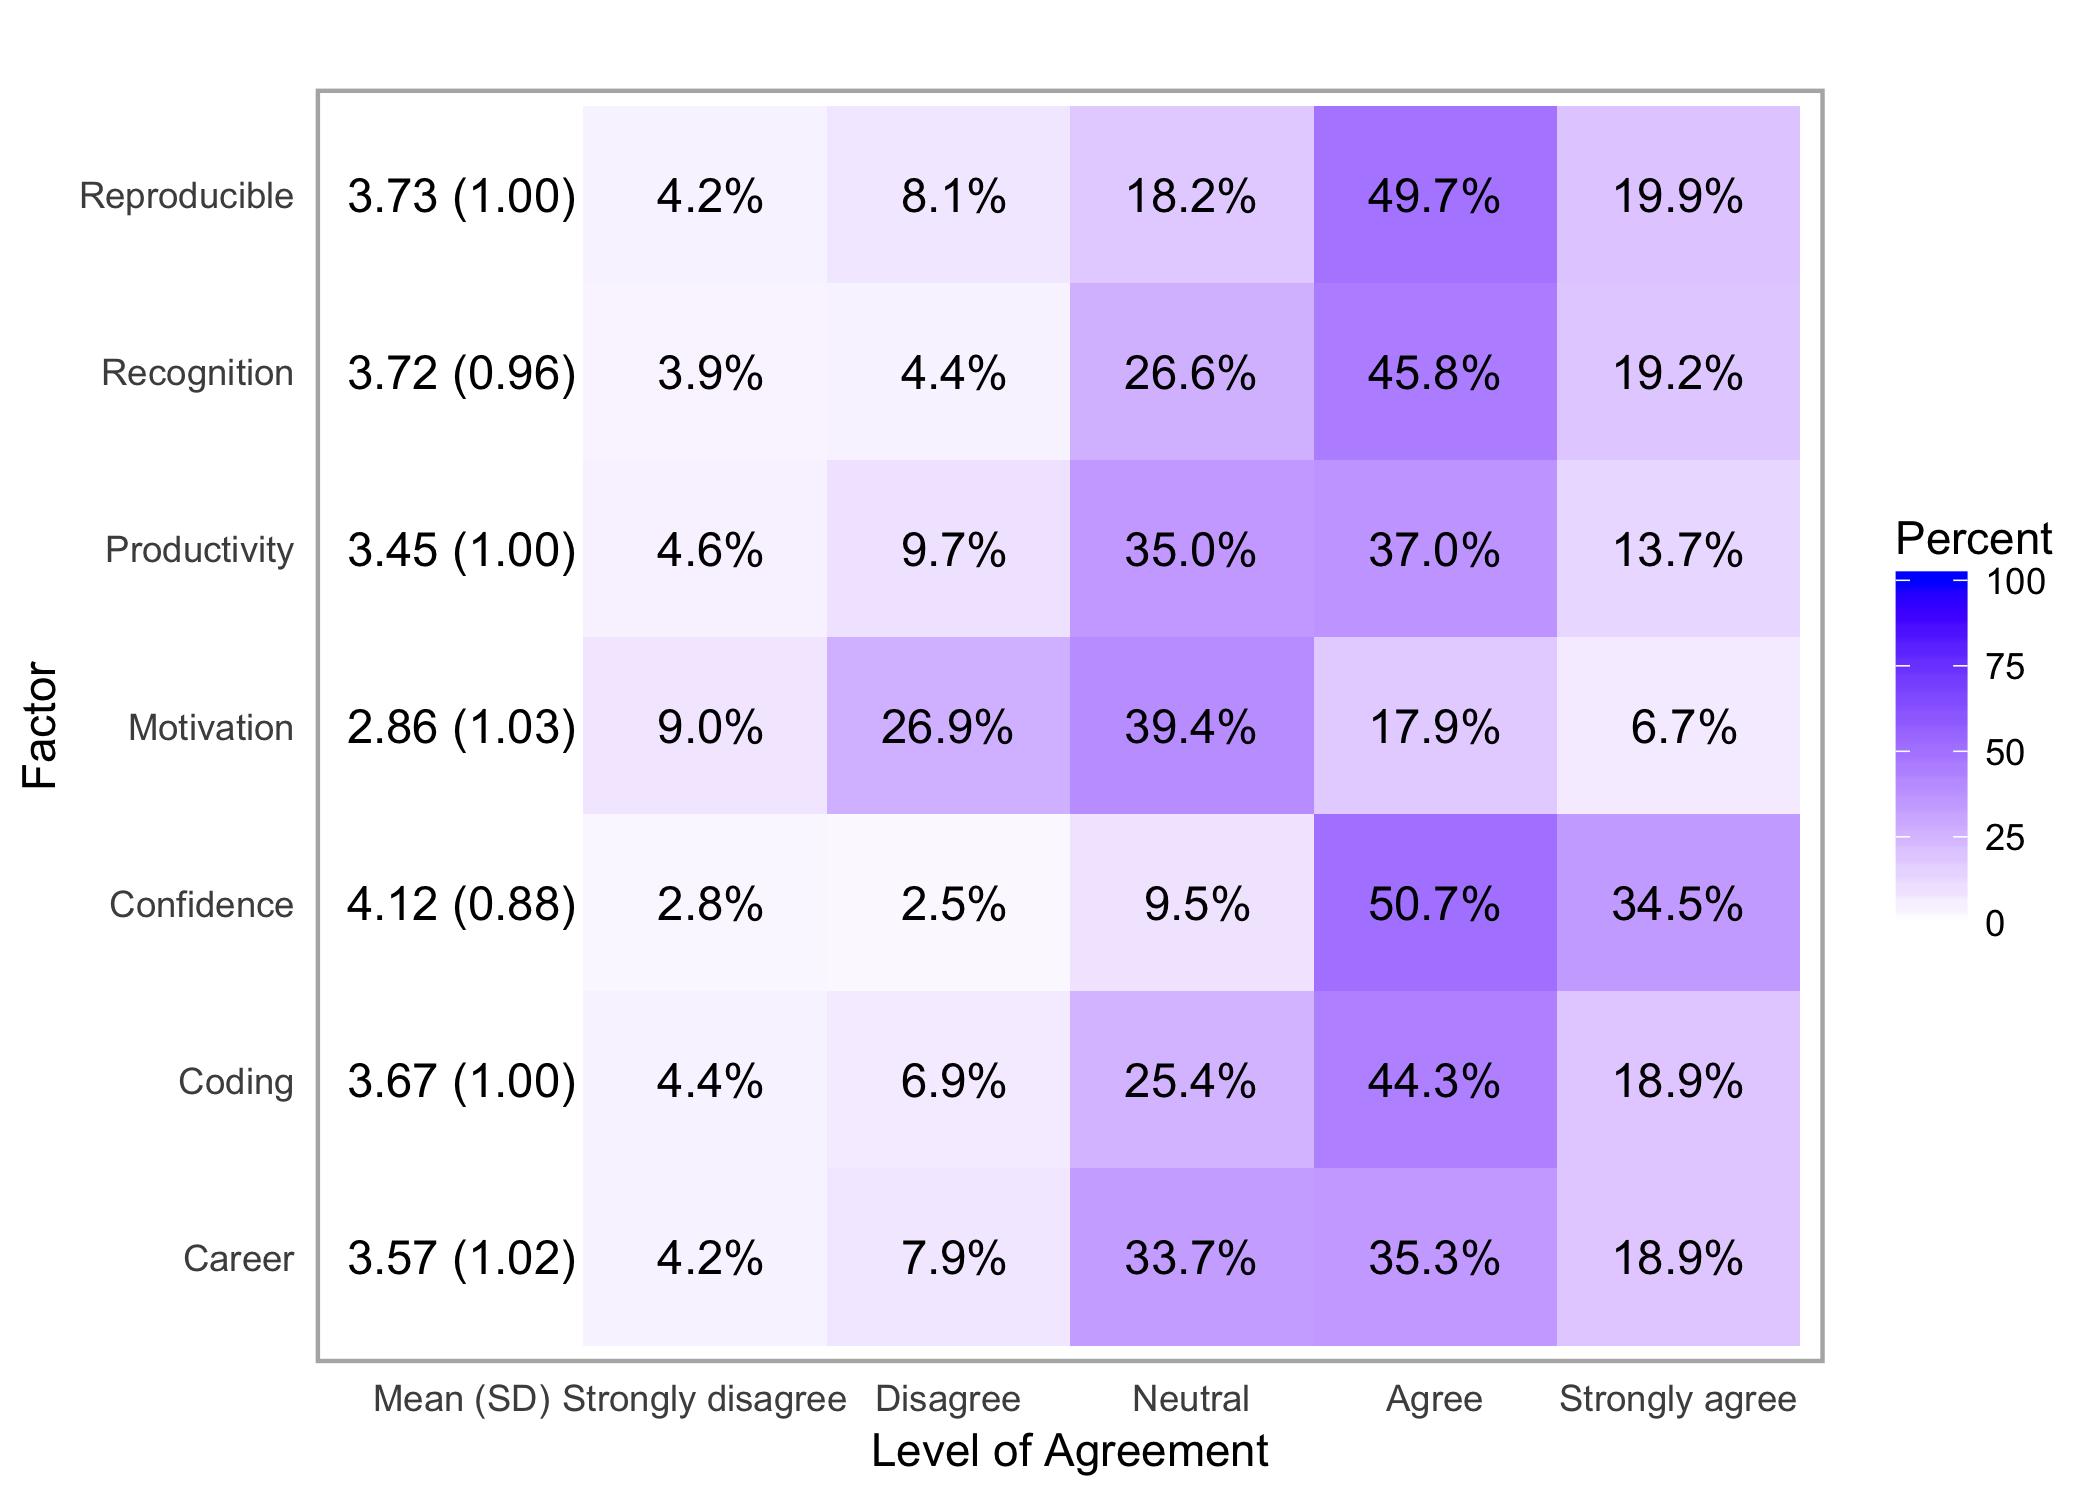 Reproducible 3.73 (1.00) 4.2% 8.1% 18.2% 49.7% 19.9%
Recognition 3.72 (0.96) 3.9% 4.4% 26.6% 45.8% 19.2%
Productivity 3.45 (1.00) 4.6% 9.7% 35.0% 37.0% 13.7%
Motivation 2.86 (1.03) 9.0% 26.9% 39.4% 17.9% 6.7%
Confidence 4.12 (0.88) 2.8% 2.5% 9.5% 50.7% 34.5%
Coding 3.67 (1.00) 4.4% 6.9% 25.4% 44.3% 18.9%
Career 3.57 (1.02) 4.2% 7.9% 33.7% 35.3% 18.9%
Mean (SD) Strongly disagree Disagree Neutral Agree Strongly agree
Level of Agreement
Factor
Percent
100
75
50
25
0